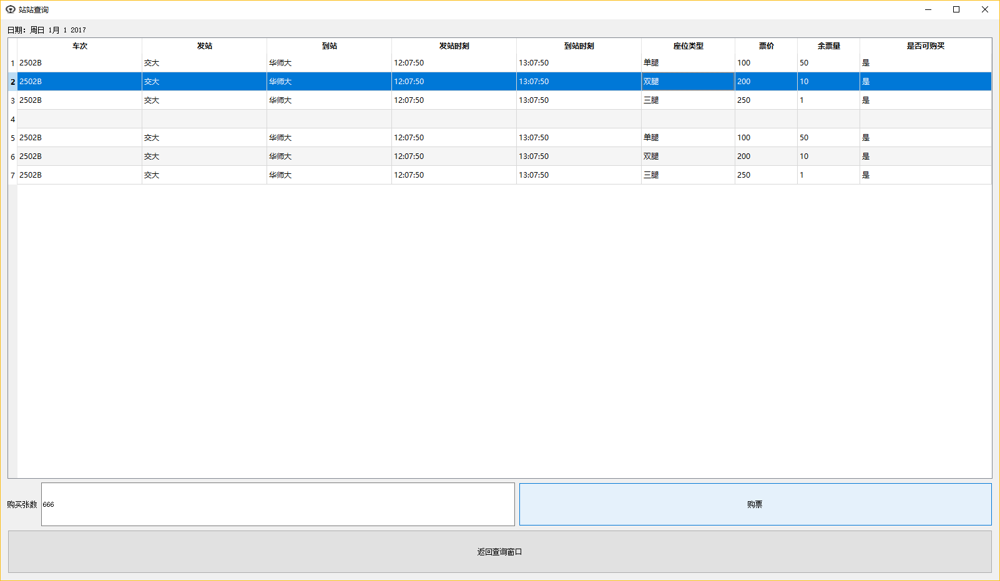 站站查询
日期: 周日 1月 1 2017
车次 发站 到站 发站时刻 到站时刻 座位类型 票价 余票量 是否可购买
1 2502B 交大 华师大 12:07:50 13:07:50 单腿 100 50 是
2 2502B 交大 华师大 12:07:50 13:07:50 双腿 200 10 是
3 2502B 交大 华师大 12:07:50 13:07:50 三腿 250 1 是
4
5 2502B 交大 华师大 12:07:50 13:07:50 单腿 100 50 是
6 2502B 交大 华师大 12:07:50 13:07:50 双腿 200 10 是
7 2502B 交大 华师大 12:07:50 13:07:50 三腿 250 1 是
购买张数 666 购票
返回查询窗口